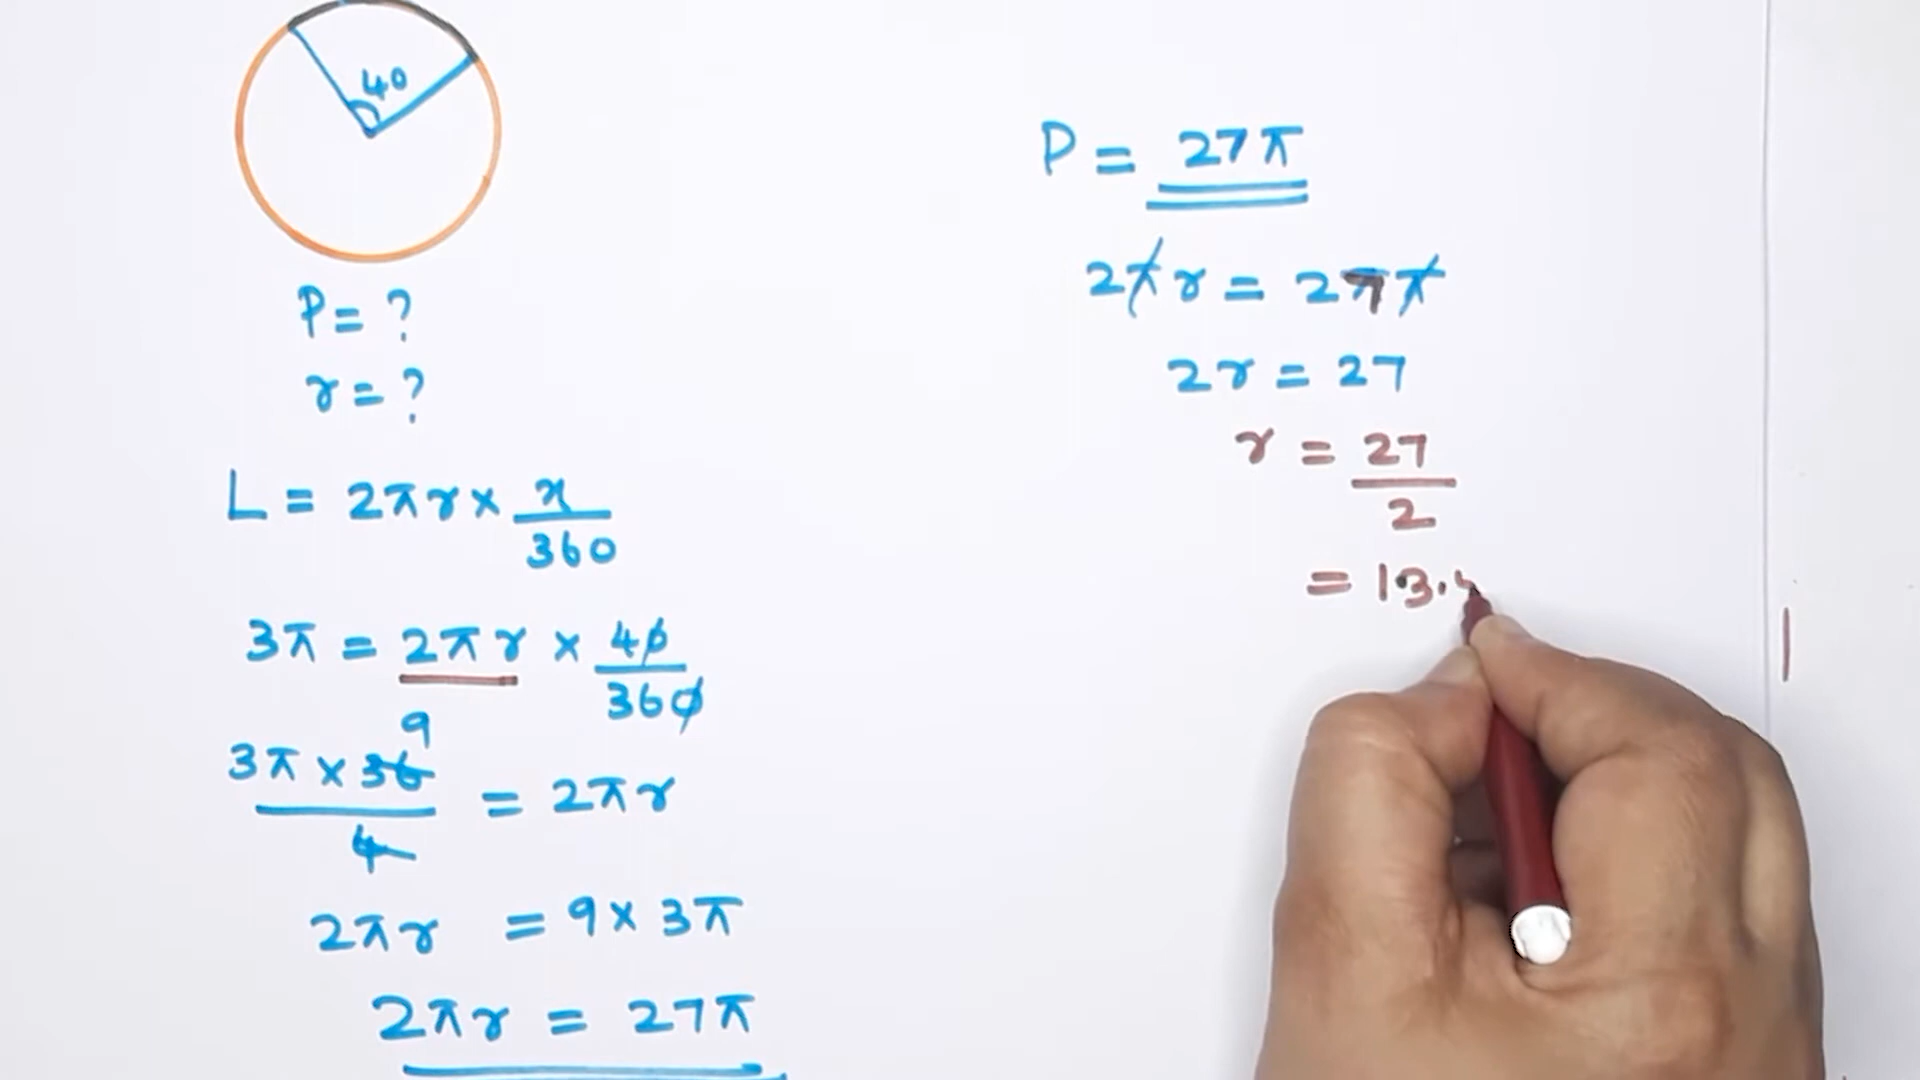 40
P = ?
r = ?
L = 2πr × x/360
3π = 2πr × 40/360
9
3π × 36/4 = 2πr
2πr = 9 × 3π
2πr = 27π
P = 27π
2πr = 27π
2r = 27
r = 27/2
= 13.